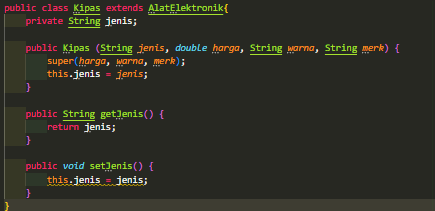 public class Kipas extends AlatElektronik{
    private String jenis;

    public Kipas (String jenis, double harga, String warna, String merk) {
        super(harga, warna, merk);
        this.jenis = jenis;
    }

    public String getJenis() {
        return jenis;
    }

    public void setJenis() {
        this.jenis = jenis;
    }
}